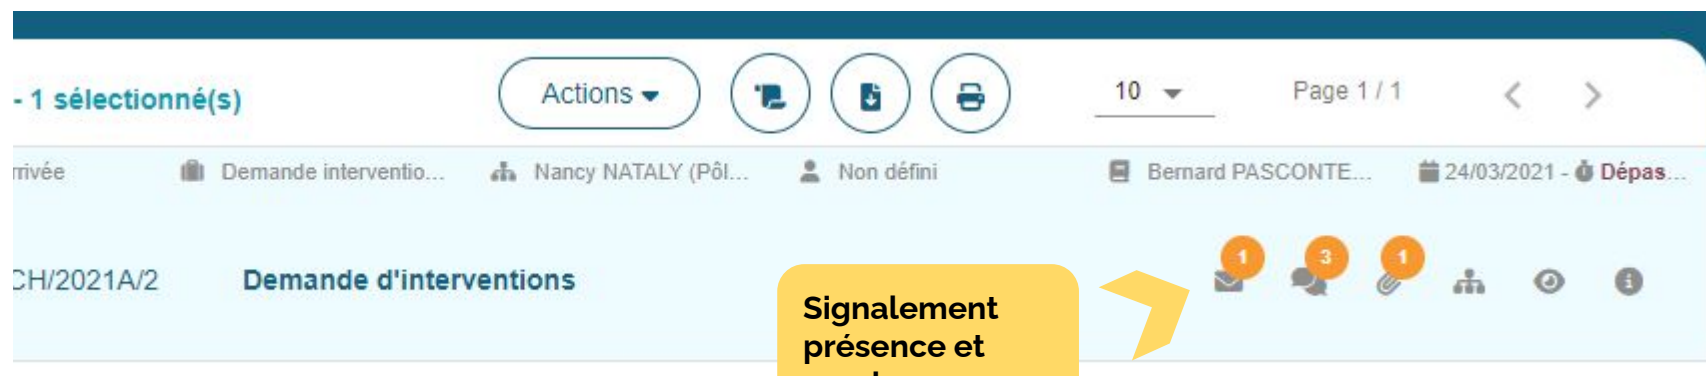 - 1 sélectionné(s) Actions 10 Page 1 / 1
Demande interventio... Nancy NATALY (Pôl... Non défini Bernard PASCONTE... 24/03/2021 - Dépas...
1 3 1
CH/2021A/2 Demande d'interventions
Signalement
présence et